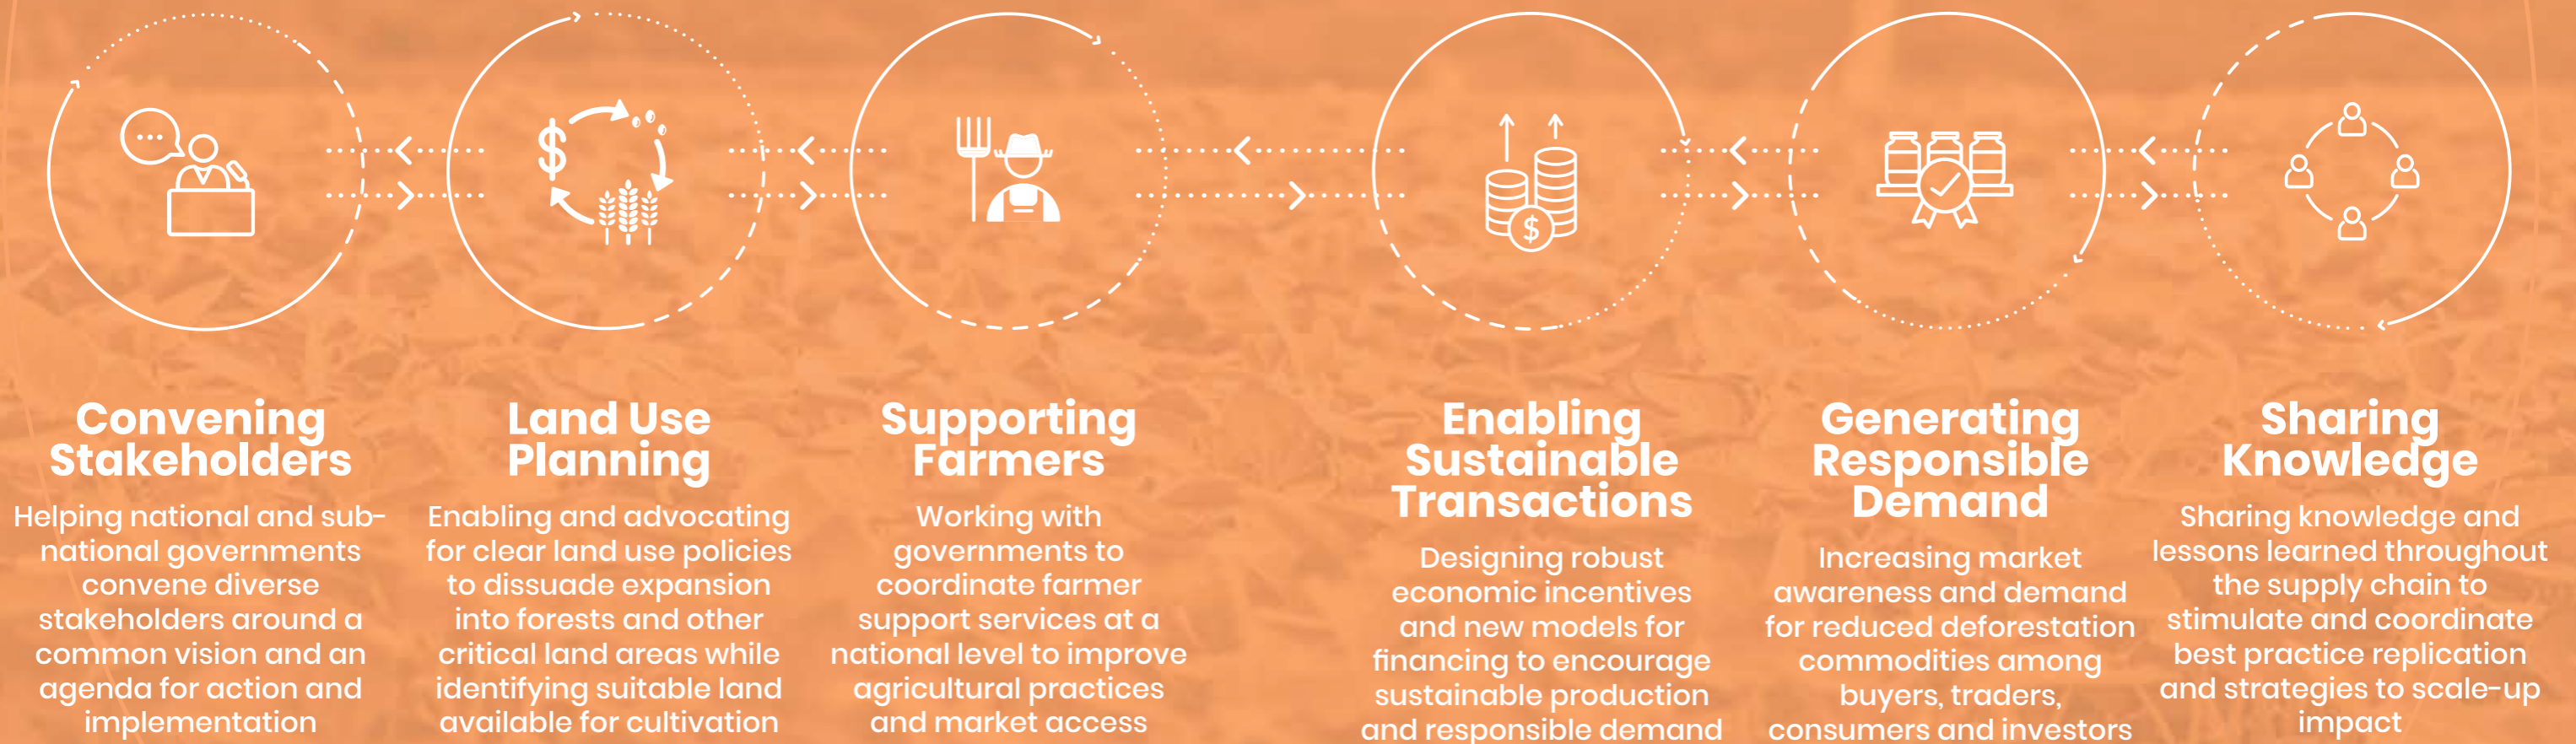 Convening
Stakeholders
Helping national and sub-
national governments
convene diverse
stakeholders around a
common vision and an
agenda for action and
implementation
Land Use
Planning
Enabling and advocating
for clear land use policies
to dissuade expansion
into forests and other
critical land areas while
identifying suitable land
available for cultivation
Supporting
Farmers
Working with
governments to
coordinate farmer
support services at a
national level to improve
agricultural practices
and market access
Enabling
Sustainable
Transactions
Designing robust
economic incentives
and new models for
financing to encourage
sustainable production
and responsible demand
Generating
Responsible
Demand
Increasing market
awareness and demand
for reduced deforestation
commodities among
buyers, traders,
consumers and investors
Sharing
Knowledge
Sharing knowledge and
lessons learned throughout
the supply chain to
stimulate and coordinate
best practice replication
and strategies to scale-up
impact
$
$